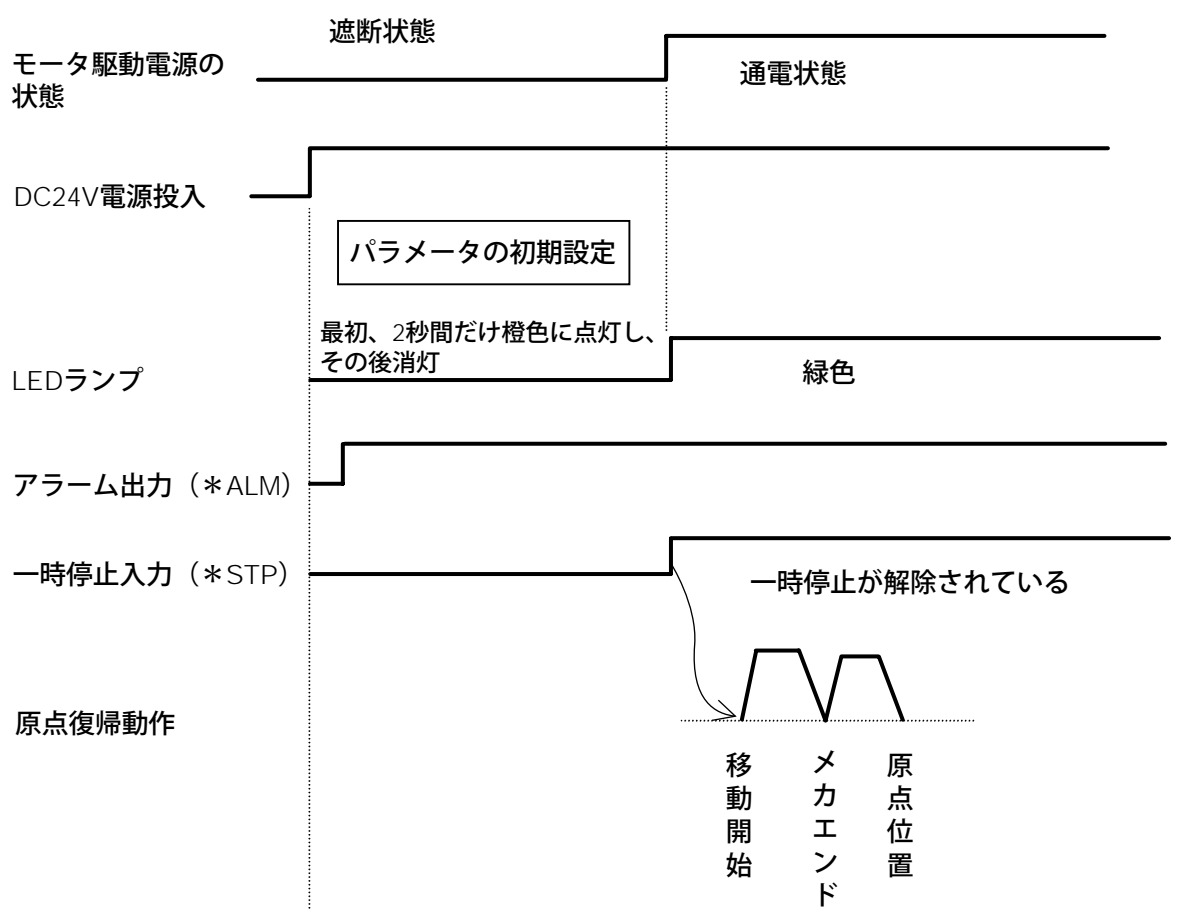 遮断状態
モータ駆動電源の
状態
通電状態
DC24V電源投入
パラメータの初期設定
最初、2秒間だけ橙色に点灯し、
その後消灯
LEDランプ
緑色
アラーム出力（＊ALM）
一時停止入力（＊STP）
一時停止が解除されている
原点復帰動作
移動開始
メカエンド
原点位置